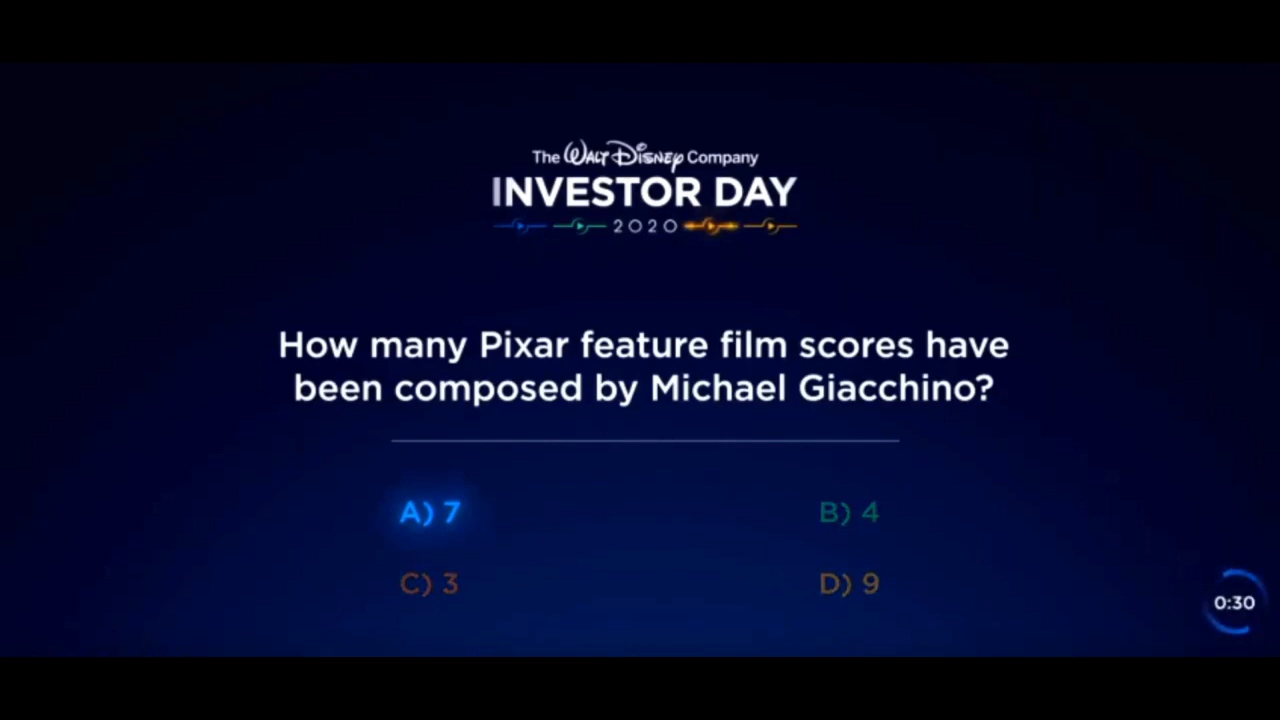 The Walt Disney Company
INVESTOR DAY
2020
How many Pixar feature film scores have
been composed by Michael Giacchino?
A) 7
B) 4
C) 3
D) 9
0:30